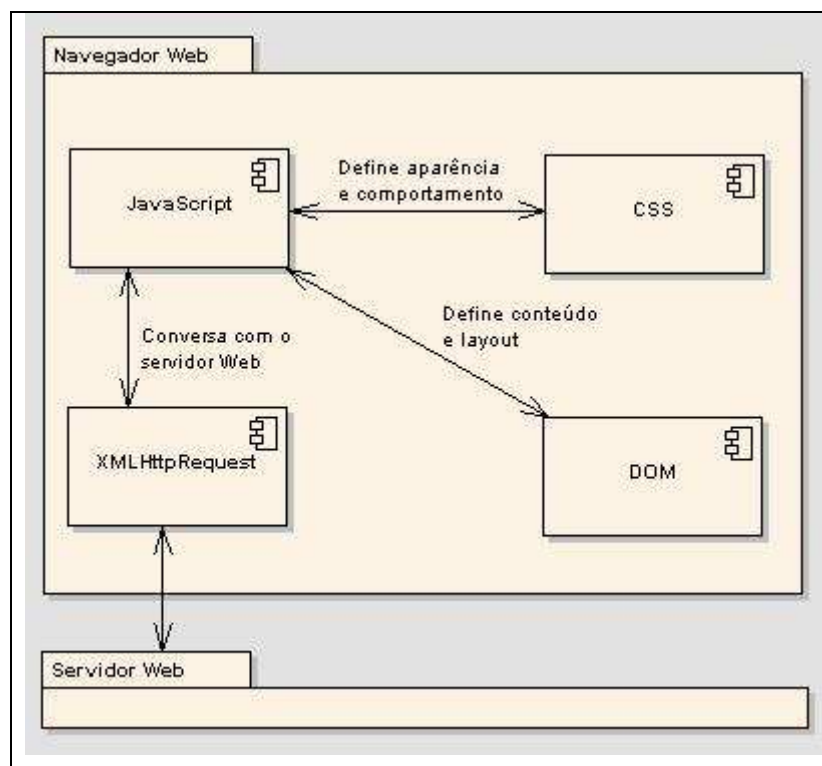 Navegador Web
JavaScript
Define aparência
e comportamento
CSS
Define conteúdo
e layout
Conversa com o
servidor Web
XMLHttpRequest
DOM
Servidor Web